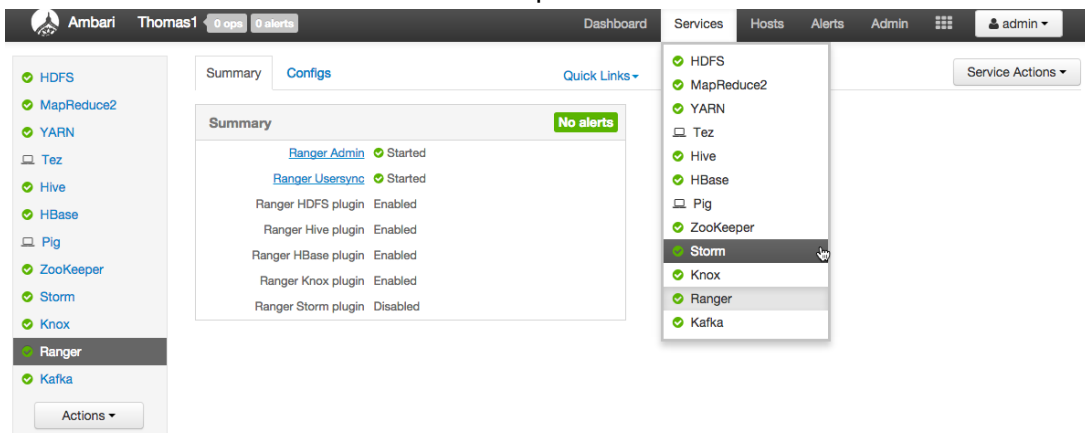 Ambari Thomas1 0 ops 0 alerts Dashboard Services Hosts Alerts Admin admin
HDFS
MapReduce2
YARN
Tez
Hive
HBase
Pig
ZooKeeper
Storm
Knox
Ranger
Kafka
Actions
Summary Configs Quick Links
Summary No alerts
Ranger Admin Started
Ranger Usersync Started
Ranger HDFS plugin Enabled
Ranger Hive plugin Enabled
Ranger HBase plugin Enabled
Ranger Knox plugin Enabled
Ranger Storm plugin Disabled
HDFS
MapReduce2
YARN
Tez
Hive
HBase
Pig
ZooKeeper
Storm
Knox
Ranger
Kafka
Service Actions